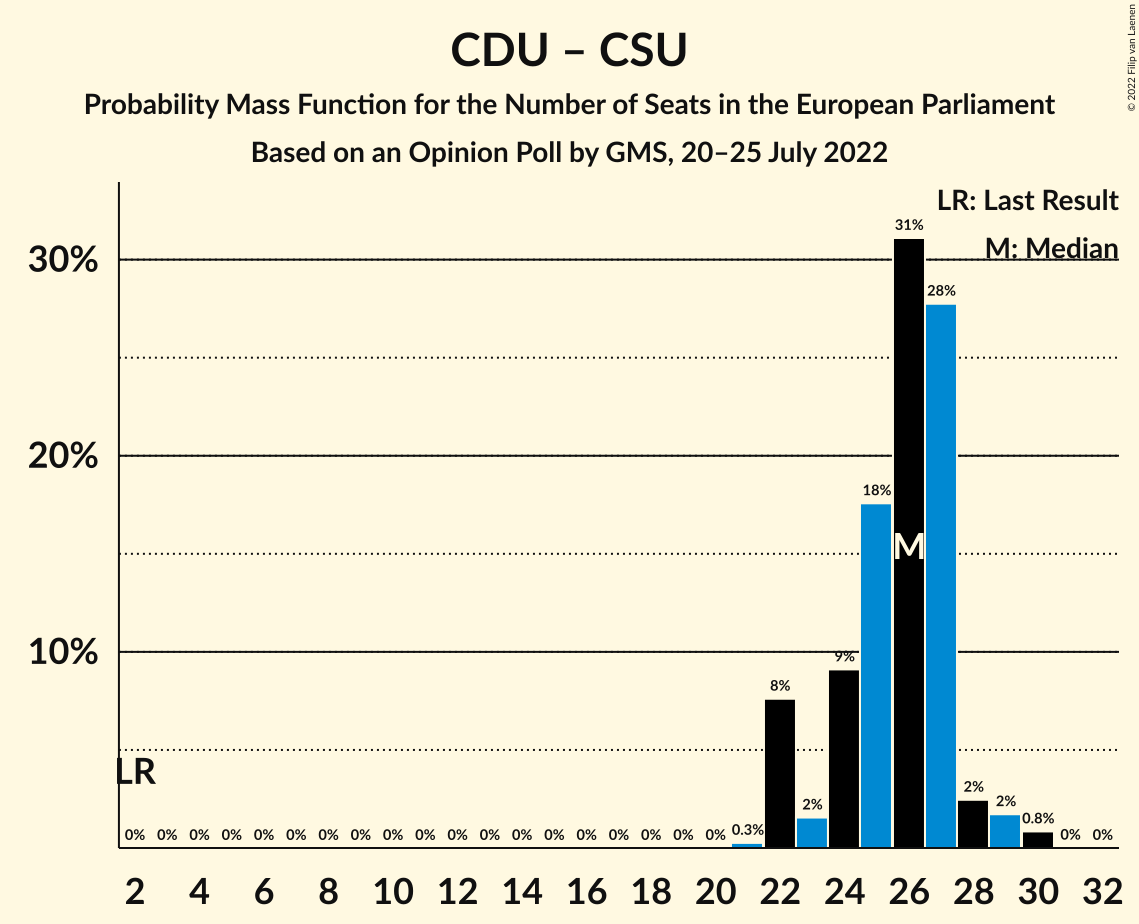 CDU – CSU
Probability Mass Function for the Number of Seats in the European Parliament
Based on an Opinion Poll by GMS, 20–25 July 2022
© 2022 Filip van Laenen
LR: Last Result
M: Median
30%
20%
10%
31%
28%
18%
M
9%
8%
LR
0% 0% 0% 0% 0% 0% 0% 0% 0% 0% 0% 0% 0% 0% 0% 0% 0% 0% 0% 0.3% 2% 2% 2% 0.8% 0% 0%
2 4 6 8 10 12 14 16 18 20 22 24 26 28 30 32